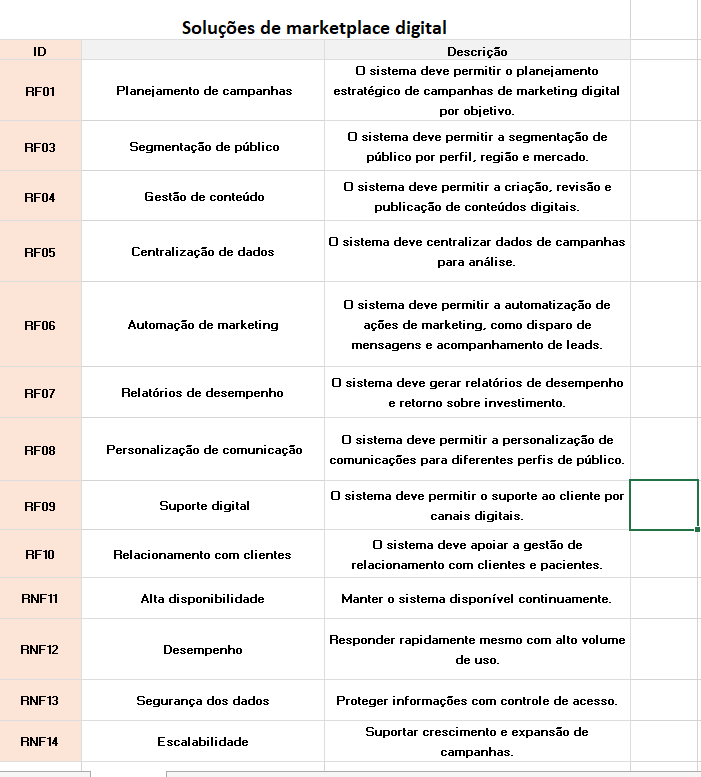 Soluções de marketplace digital
ID Descrição
RF01 Planejamento de campanhas O sistema deve permitir o planejamento
estratégico de campanhas de marketing digital
por objetivo.
RF03 Segmentação de público O sistema deve permitir a segmentação de
público por perfil, região e mercado.
RF04 Gestão de conteúdo O sistema deve permitir a criação, revisão e
publicação de conteúdos digitais.
RF05 Centralização de dados O sistema deve centralizar dados de campanhas
para análise.
RF06 Automação de marketing O sistema deve permitir a automatização de
ações de marketing, como disparo de
mensagens e acompanhamento de leads.
RF07 Relatórios de desempenho O sistema deve gerar relatórios de desempenho
e retorno sobre investimento.
RF08 Personalização de comunicação O sistema deve permitir a personalização de
comunicações para diferentes perfis de público.
RF09 Suporte digital O sistema deve permitir o suporte ao cliente por
canais digitais.
RF10 Relacionamento com clientes O sistema deve apoiar a gestão de
relacionamento com clientes e pacientes.
RNF11 Alta disponibilidade Manter o sistema disponível continuamente.
RNF12 Desempenho Responder rapidamente mesmo com alto volume
de uso.
RNF13 Segurança dos dados Proteger informações com controle de acesso.
RNF14 Escalabilidade Suportar crescimento e expansão de
campanhas.